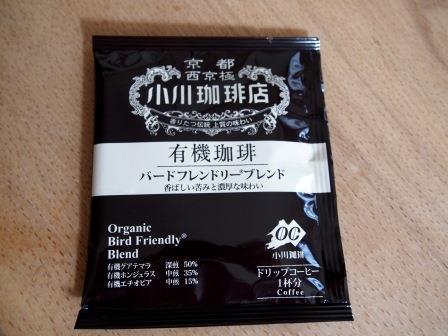 京都
西京極
小川珈琲店
香りたつ伝統 上質の味わい
有機珈琲
バードフレンドリー®ブレンド
香ばしい苦みと濃厚な味わい
Organic
Bird Friendly®
Blend
有機グアテマラ 深煎 50%
有機ホンジュラス 中煎 35%
有機エチオピア 中煎 15%
OC
小川珈琲
ドリップコーヒー
1杯分
Coffee